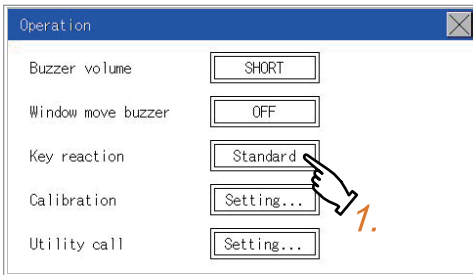 Operation
Buzzer volume SHORT
Window move buzzer OFF
Key reaction Standard
Calibration Setting...
Utility call Setting...
1.